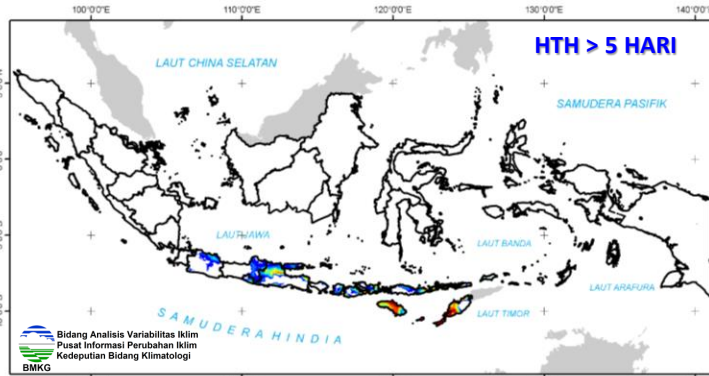 100°0'0"E 110°0'0"E 120°0'0"E 130°0'0"E 140°0'
HTH > 5 HARI
LAUT CHINA SELATAN
SAMUDERA PASIFIK
LAUT JAWA
LAUT BANDA
LAUT ARAFURA
LAUT TIMOR
SAMUDERA HINDIA
Bidang Analisis Variabilitas Iklim
Pusat Informasi Perubahan Iklim
Kedeputian Bidang Klimatologi
BMKG